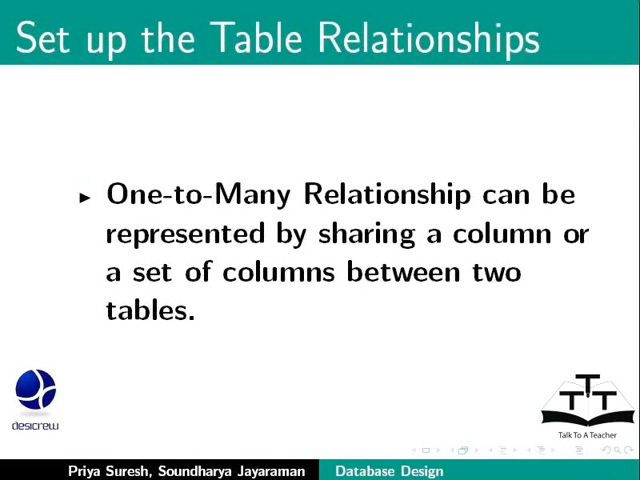 Set up the Table Relationships
One-to-Many Relationship can be
represented by sharing a column or
a set of columns between two
tables.
desicrew
TTT
Talk To A Teacher
Priya Suresh, Soundharya Jayaraman
Database Design